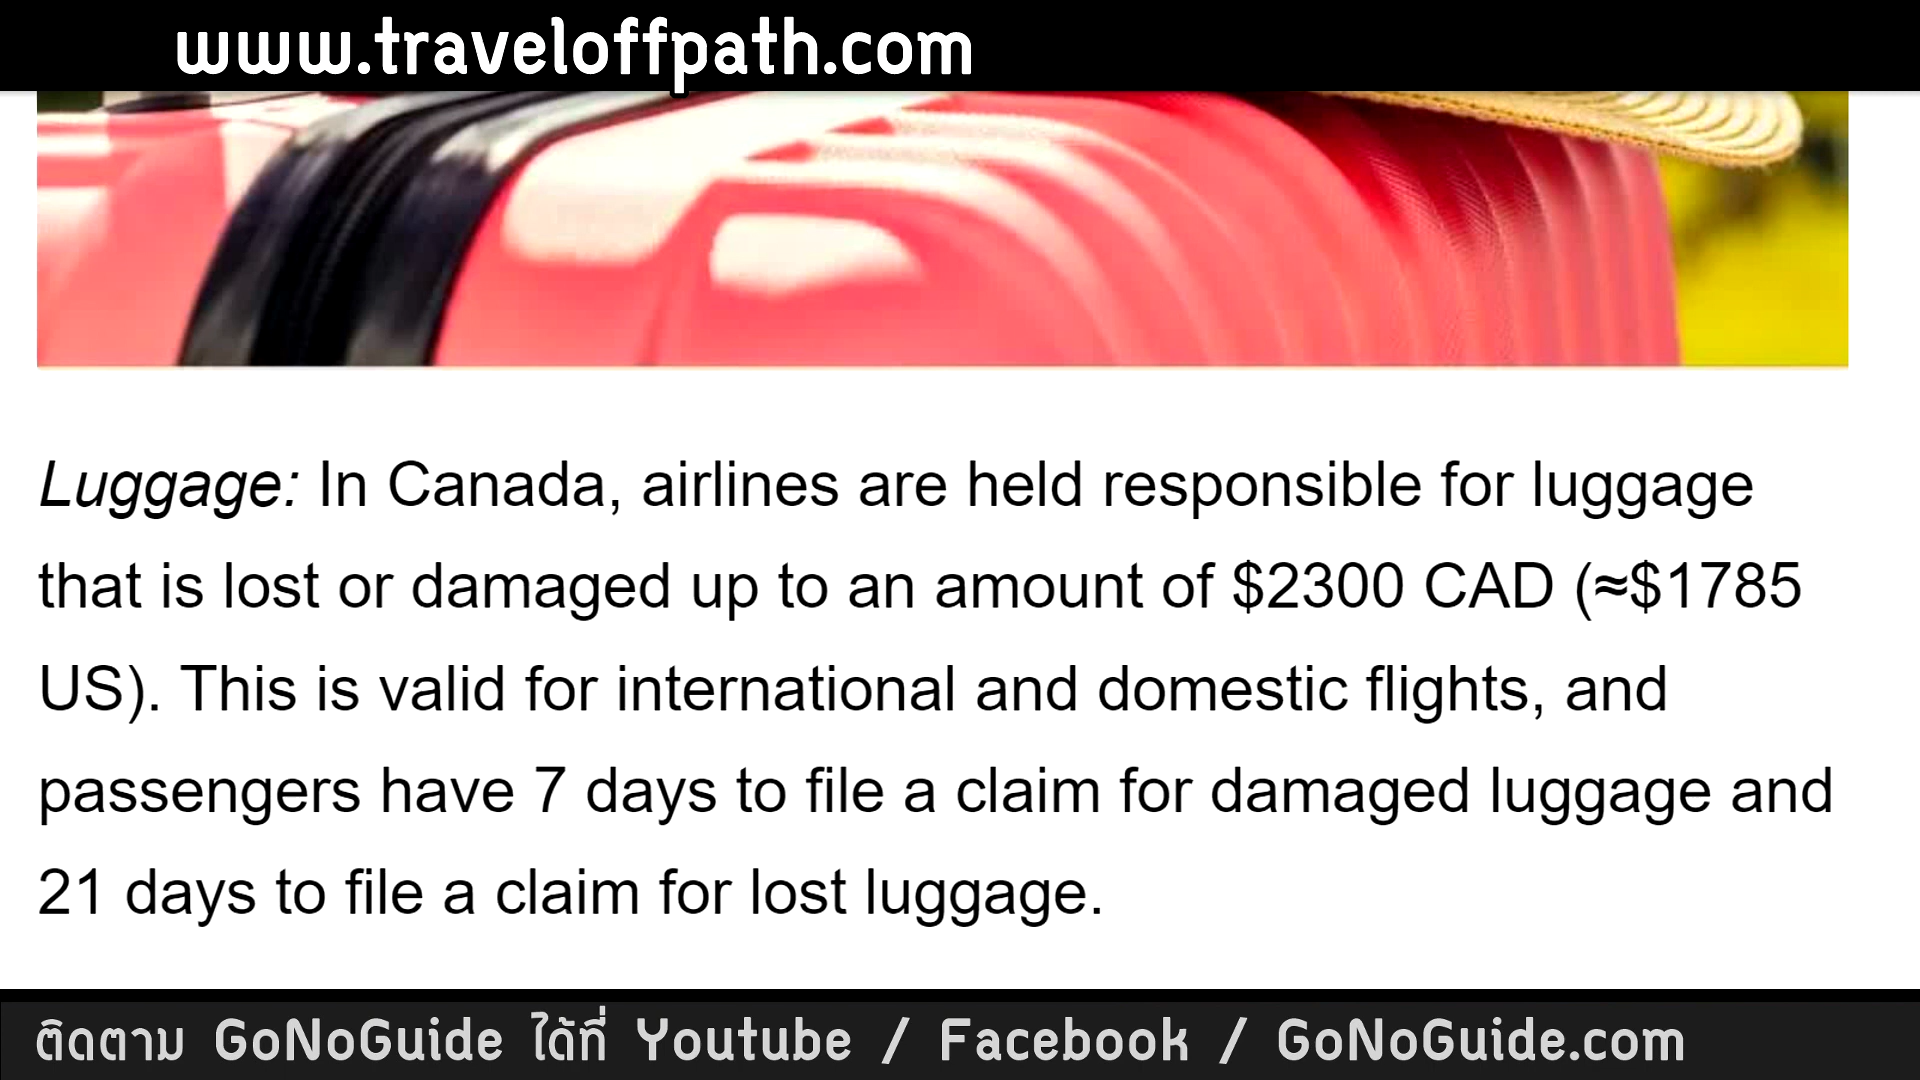 www.traveloffpath.com
Luggage: In Canada, airlines are held responsible for luggage
that is lost or damaged up to an amount of $2300 CAD (≈$1785
US). This is valid for international and domestic flights, and
passengers have 7 days to file a claim for damaged luggage and
21 days to file a claim for lost luggage.
ติดตาม GoNoGuide ได้ที่ Youtube / Facebook / GoNoGuide.com